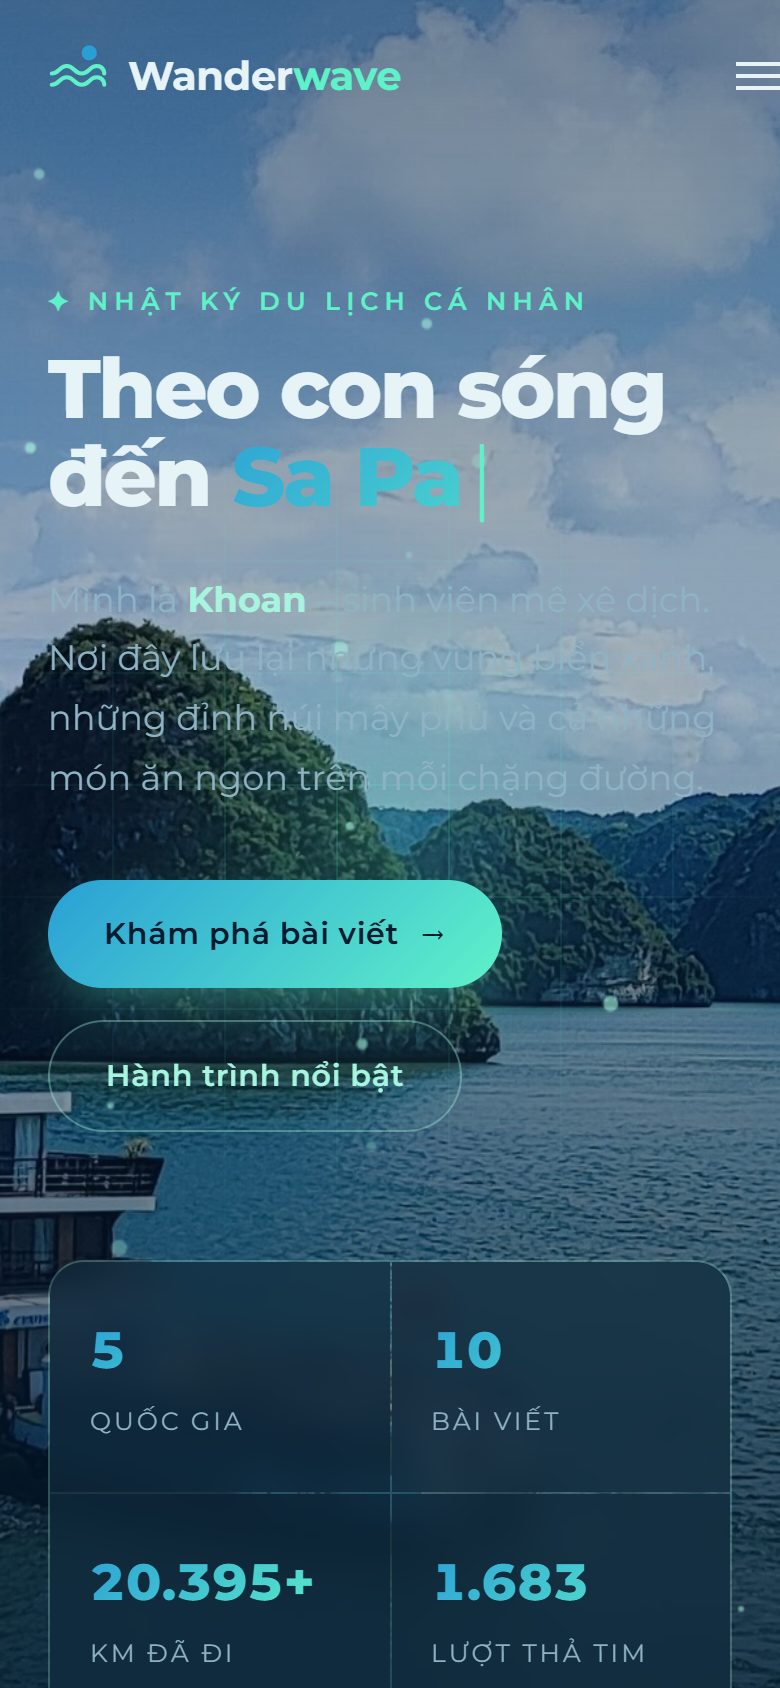 Wanderwave
✦ NHẬT KÝ DU LỊCH CÁ NHÂN
Theo con sóng
đến Sa Pa
Mình là Khoan – sinh viên mê xê dịch.
Nơi đây lưu lại những vùng biển xanh,
những đỉnh núi mây phủ và cả những
món ăn ngon trên mỗi chặng đường.
Khám phá bài viết →
Hành trình nổi bật
5
QUỐC GIA
10
BÀI VIẾT
20.395+
KM ĐÃ ĐI
1.683
LƯỢT THẢ TIM